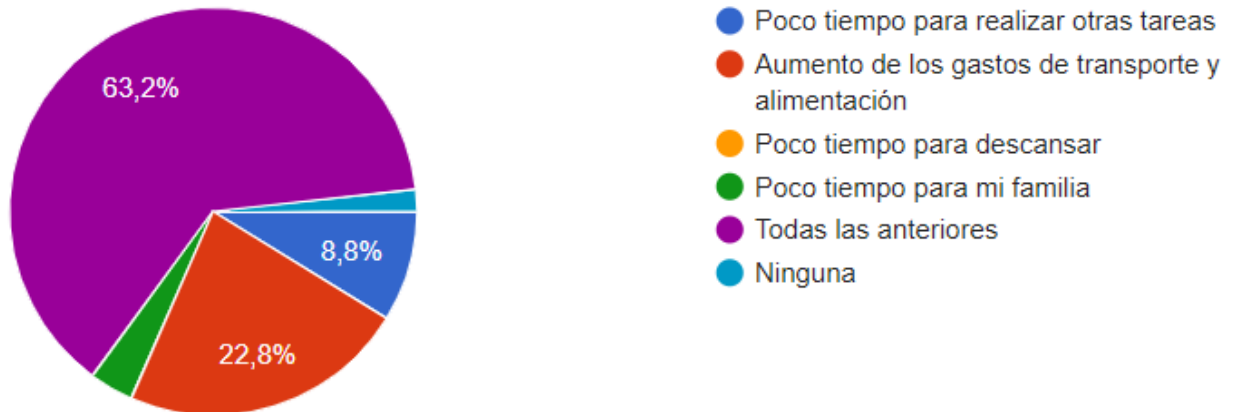 63,2%
8,8%
22,8%
Poco tiempo para realizar otras tareas
Aumento de los gastos de transporte y
alimentación
Poco tiempo para descansar
Poco tiempo para mi familia
Todas las anteriores
Ninguna